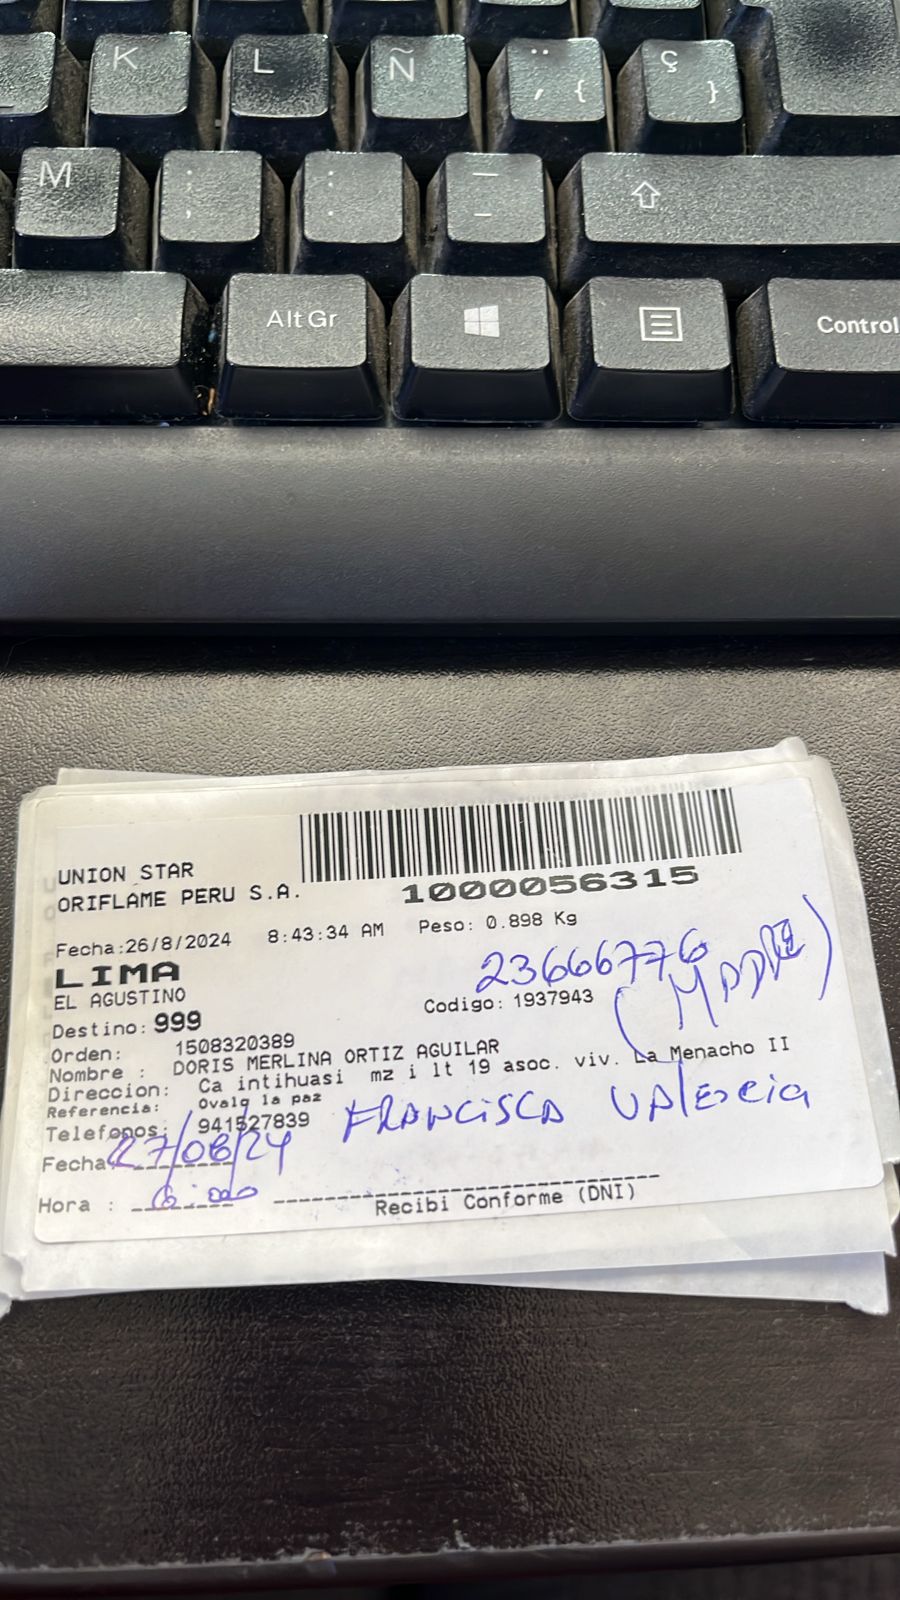 K L Ñ ¨ ´ { Ç }
M ; , : . — -
Alt Gr Control
UNION STAR
ORIFLAME PERU S.A.
1000056315
Fecha:26/8/2024 8:43:34 AM Peso: 0.898 Kg
LIMA
23666776
EL AGUSTINO
Codigo: 1937943
(MADRE)
Destino: 999
Orden: 1508320389
Nombre : DORIS MERLINA ORTIZ AGUILAR
Direccion: Ca intihuasi mz i lt 19 asoc. viv. La Menacho II
Referencia: Ovalo la paz
Telefonos: 941527839
FRANCISCA VAlencia
Fecha 27/08/24
Hora :
Recibi Conforme (DNI)